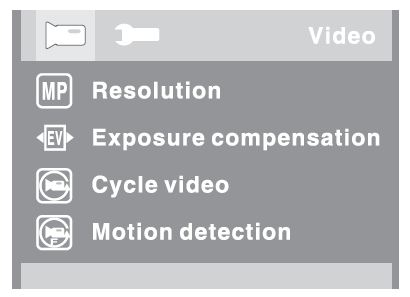 Video
MP Resolution
EV Exposure compensation
Cycle video
F Motion detection